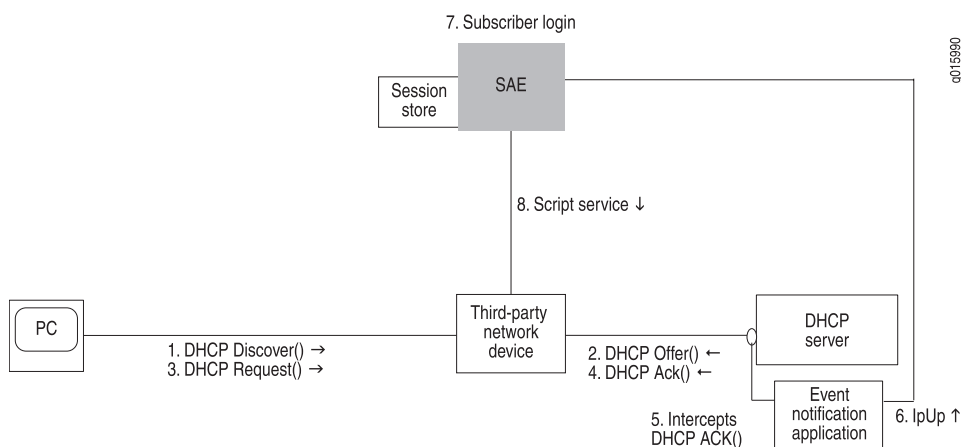 7. Subscriber login
g015990
SAE
Session
store
8. Script service ↓
PC
Third-party
network
device
DHCP
server
1. DHCP Discover() →
3. DHCP Request() →
2. DHCP Offer() ←
4. DHCP Ack() ←
Event
notification
application
5. Intercepts
DHCP ACK()
6. IpUp ↑